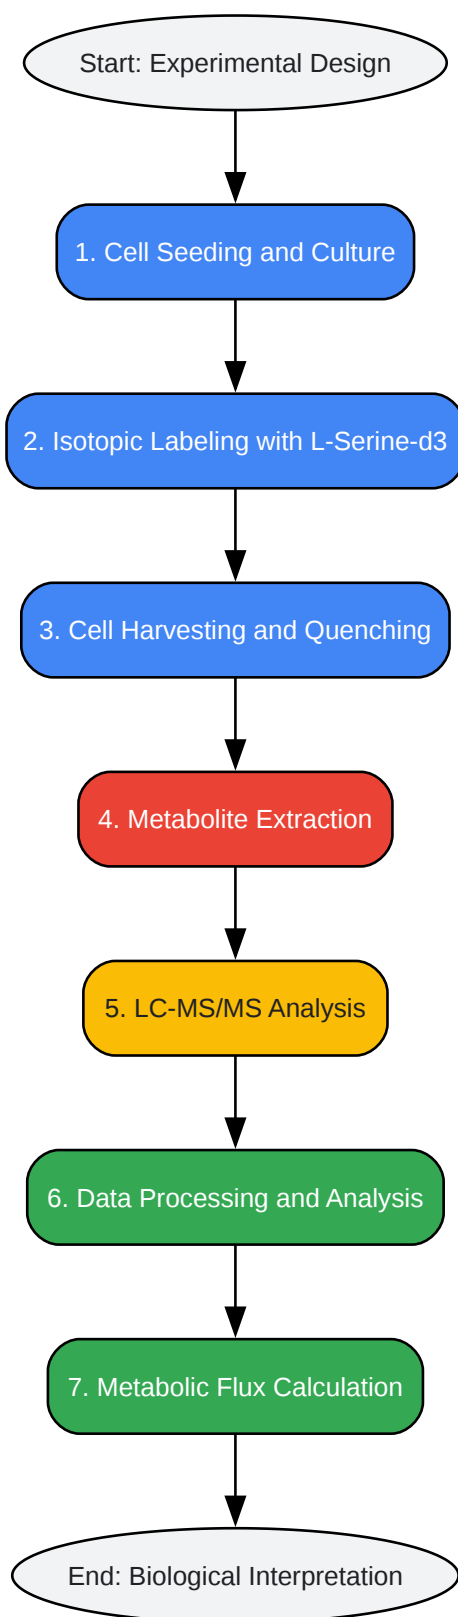 Start: Experimental Design
1. Cell Seeding and Culture
2. Isotopic Labeling with L-Serine-d3
3. Cell Harvesting and Quenching
4. Metabolite Extraction
5. LC-MS/MS Analysis
6. Data Processing and Analysis
7. Metabolic Flux Calculation
End: Biological Interpretation